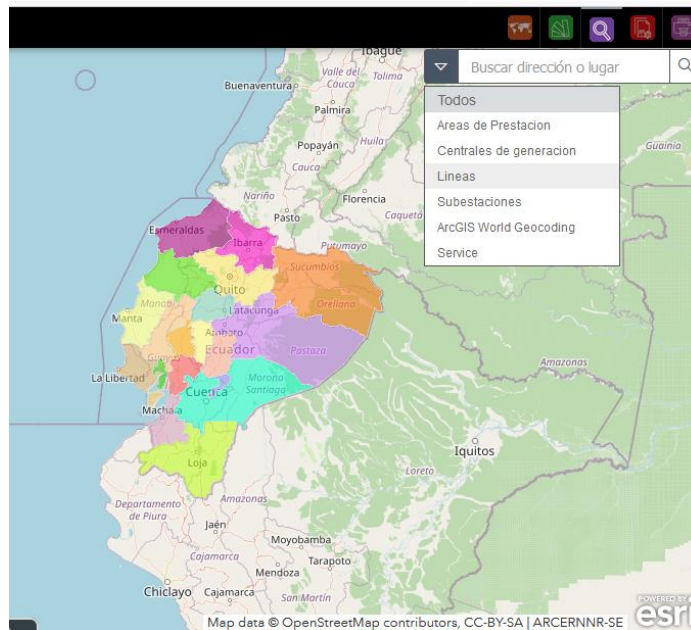 Buscar dirección o lugar
Todos
Areas de Prestacion
Centrales de generacion
Lineas
Subestaciones
ArcGIS World Geocoding
Service
Ibagué
Valle del
Cauca
Tolima
Buenaventura
Palmira
Popayán
Huila
Guainía
Cauca
Florencia
Nariño
Pasto
Caquetá
Esmeraldas
Ibarra
Putumayo
Sucumbíos
Quito
Orellana
Manabí
Manta
Latacunga
Ambato
Ecuador
Pastaza
Guayas
Amazonas
La Libertad
Morona
Santiago
Cuenca
Machala
Iquitos
Loja
Loreto
Departamento
de Piura
Amazonas
Jaén
Cajamarca
Moyobamba
Tarapoto
Mendoza
Chiclayo
Cajamarca
San Martín
POWERED BY
esri
Map data © OpenStreetMap contributors, CC-BY-SA | ARCERNNR-SE